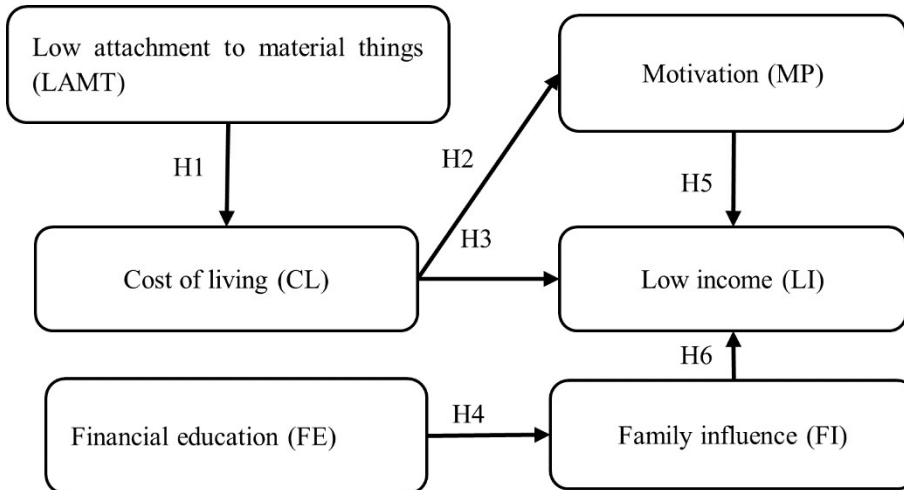 Low attachment to material things
(LAMT)
Motivation (MP)
H1
H2
H5
H3
Cost of living (CL)
Low income (LI)
H6
H4
Financial education (FE)
Family influence (FI)